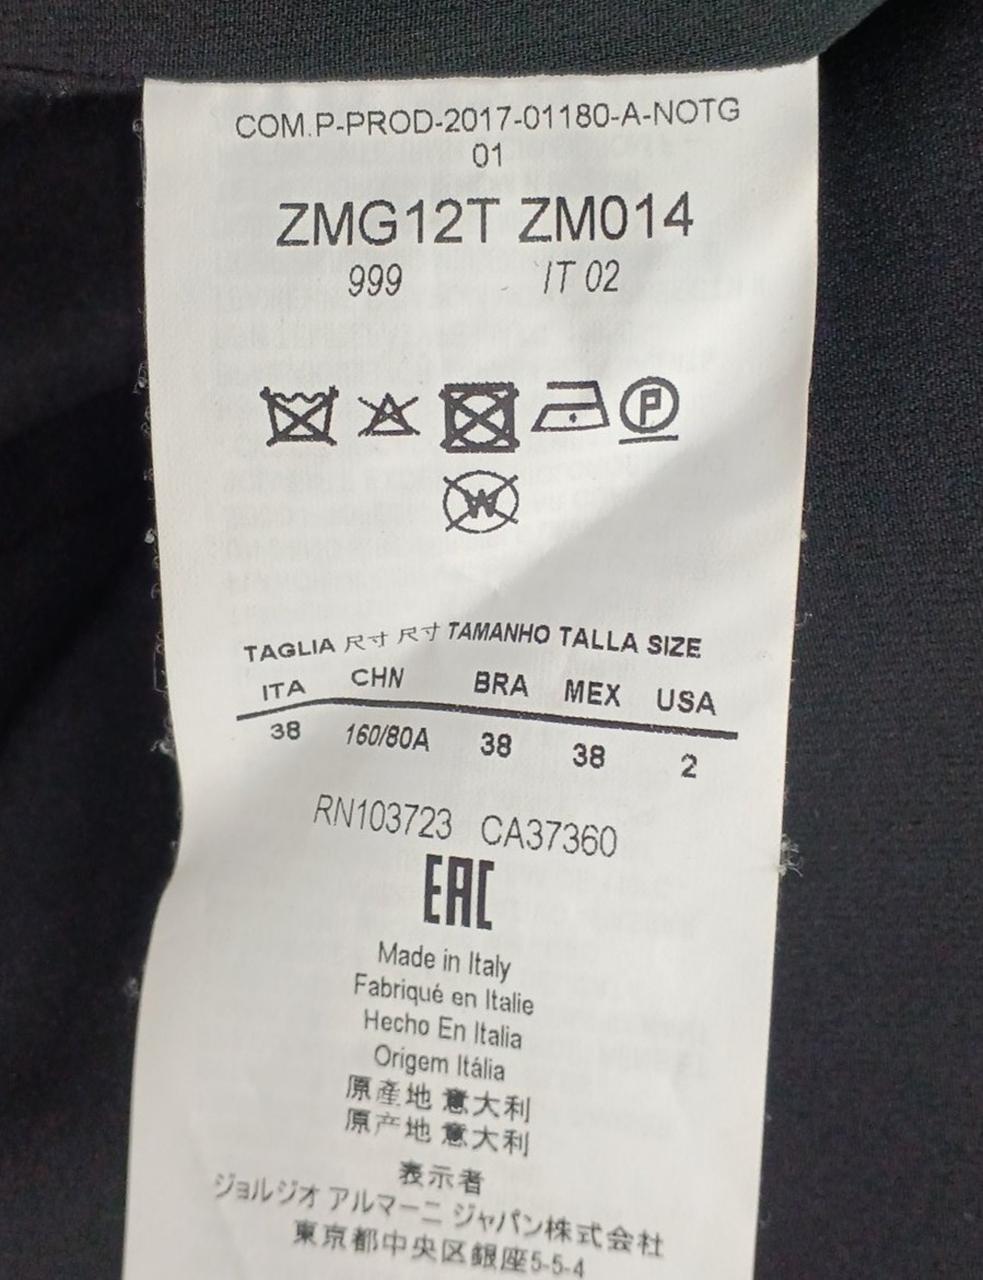 COM.P-PROD-2017-01180-A-NOTG
01
ZMG12T ZM014
999 IT 02
P
W
TAGLIA 尺寸 尺寸 TAMANHO TALLA SIZE
ITA CHN BRA MEX USA
38 160/80A 38 38 2
RN103723 CA37360
EAC
Made in Italy
Fabriqué en Italie
Hecho En Italia
Origem Itália
原產地 意大利
原产地 意大利
表示者
ジョルジオ アルマーニ ジャパン株式会社
東京都中央区銀座5-5-4